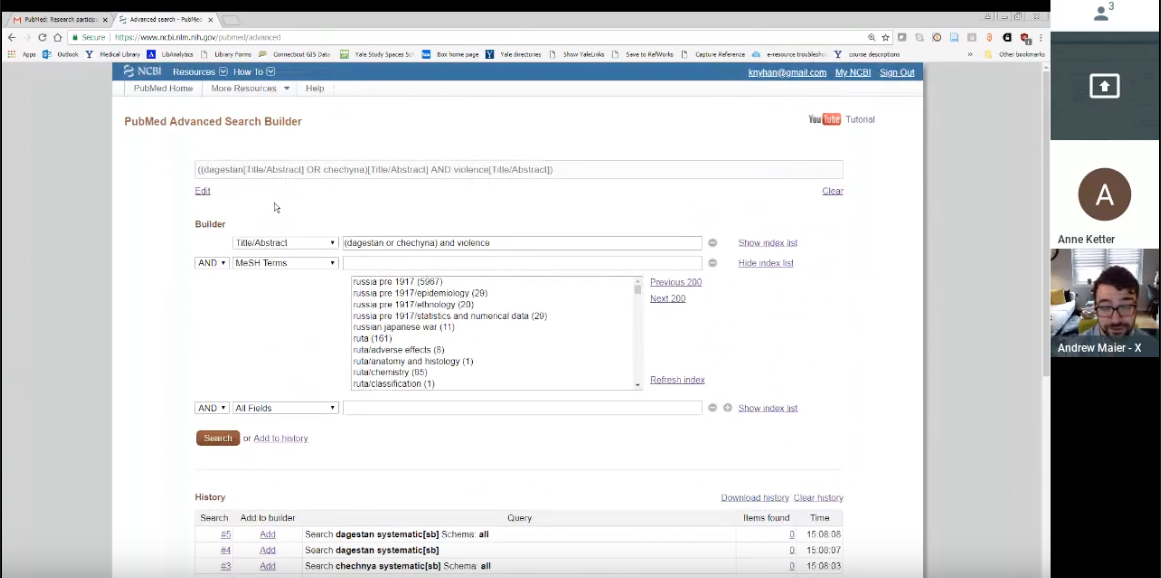 PubMed: Research particip
Advanced search - PubMed
3
Secure https://www.ncbi.nlm.nih.gov/pubmed/advanced
Apps Outlook Medical Library LibAnalytics Library Forms Connecticut GIS Data Yale Study Spaces Box home page Yale directories Show YaleLinks Save to RefWorks Capture Reference e-resource troublesho course descriptions » Other bookmarks
NCBI Resources How To knyhan@gmail.com My NCBI Sign Out
PubMed Home More Resources Help
PubMed Advanced Search Builder
YouTube Tutorial
((dagestan[Title/Abstract] OR chechyna)[Title/Abstract] AND violence[Title/Abstract])
Edit Clear
Builder
Title/Abstract (dagestan or chechyna) and violence Show index list
AND MeSH Terms Hide index list
russia pre 1917 (5967) Previous 200
russia pre 1917/epidemiology (29)
russia pre 1917/ethnology (20) Next 200
russia pre 1917/statistics and numerical data (29)
russian japanese war (11)
ruta (161)
ruta/adverse effects (8)
ruta/anatomy and histology (1)
ruta/chemistry (85)
ruta/classification (1) Refresh index
AND All Fields Show index list
Search or Add to history
History Download history Clear history
Search Add to builder Query Items found Time
#5 Add Search dagestan systematic[sb] Schema: all 0 15:08:08
#4 Add Search dagestan systematic[sb] 0 15:08:07
#3 Add Search chechnya systematic[sb] Schema: all 0 15:08:03
A
Anne Ketter
Andrew Maier - X